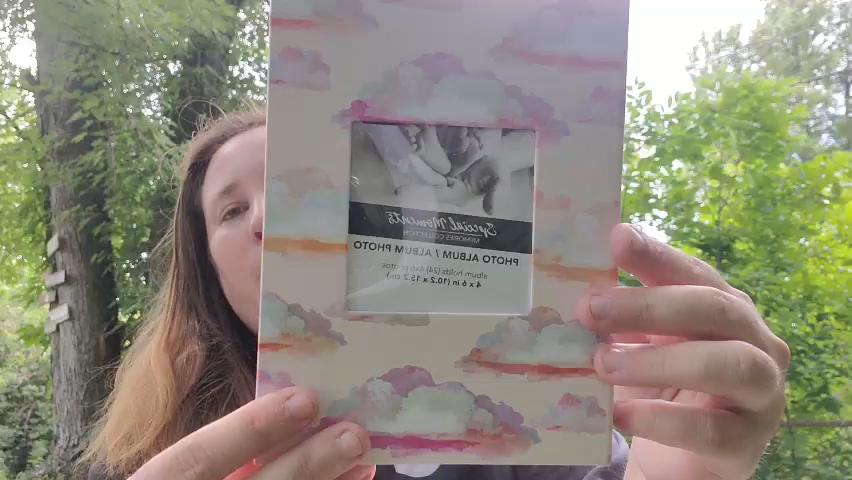 Special Moments
MEMORIES COLLECTION
PHOTO ALBUM / ALBUM PHOTO
album holds (24) 4x6 photos
4 x 6 in (10.2 x 15.2 cm)